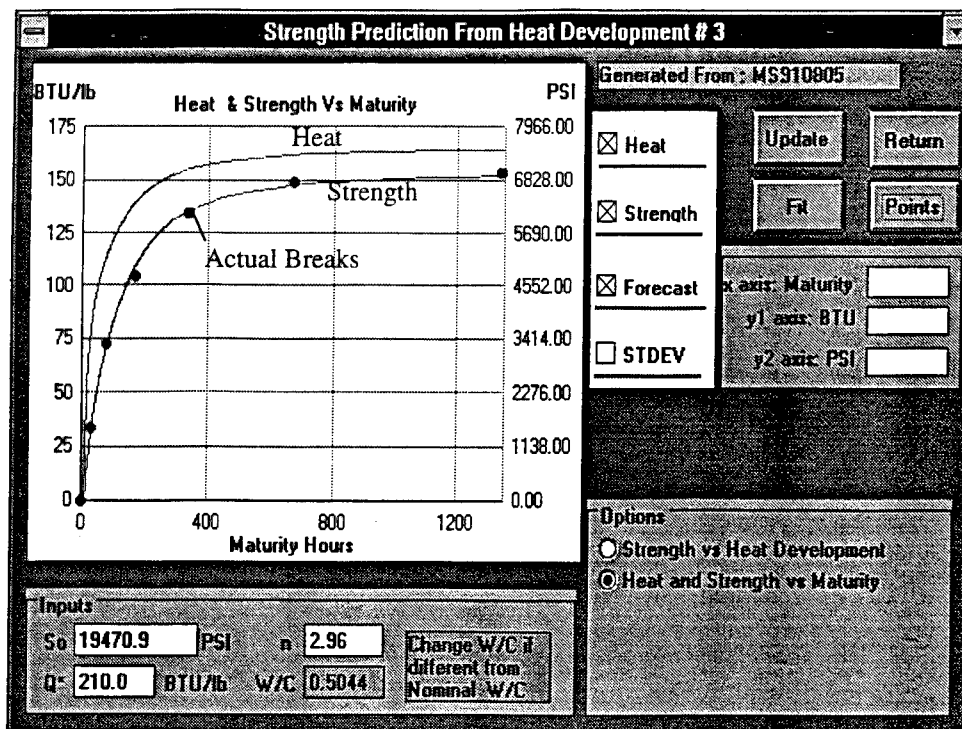 Strength Prediction From Heat Development # 3
BTU/lb
Heat & Strength Vs Maturity
PSI
175
150
125
100
75
50
25
0
7966.00
6828.00
5690.00
4552.00
3414.00
2276.00
1138.00
0.00
Heat
Strength
Actual Breaks
0
400
800
1200
Maturity Hours
Generated From : MS910805
Heat
Strength
Forecast
STDEV
Update
Return
Fit
Points
x axis: Maturity
y1 axis: BTU
y2 axis: PSI
Options
Strength vs Heat Development
Heat and Strength vs Maturity
Inputs
So 19470.9 PSI n 2.96
Q* 210.0 BTU/lb W/C 0.5044
Change W/C if
different from
Nominal W/C